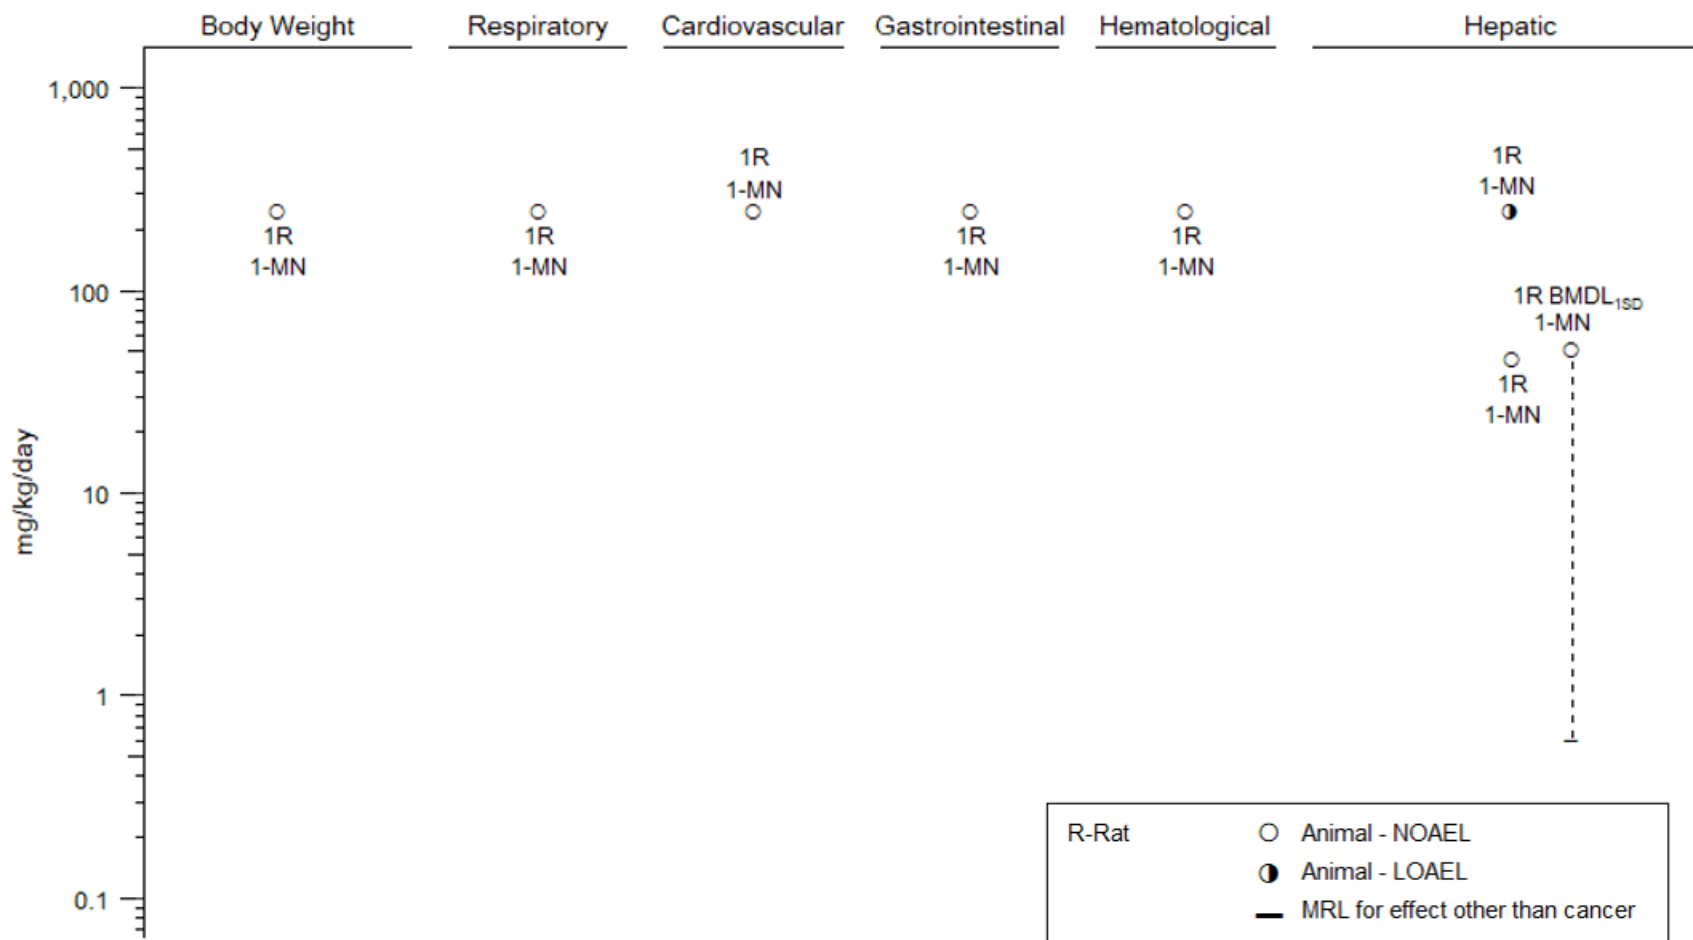 Body Weight
Respiratory
Cardiovascular
Gastrointestinal
Hematological
Hepatic
1,000
100
10
1
0.1
mg/kg/day
1R
1-MN
1R
1-MN
1R
1-MN
1R
1-MN
1R
1-MN
1R
1-MN
1R BMDL1SD
1-MN
1R
1-MN
R-Rat
Animal - NOAEL
Animal - LOAEL
MRL for effect other than cancer